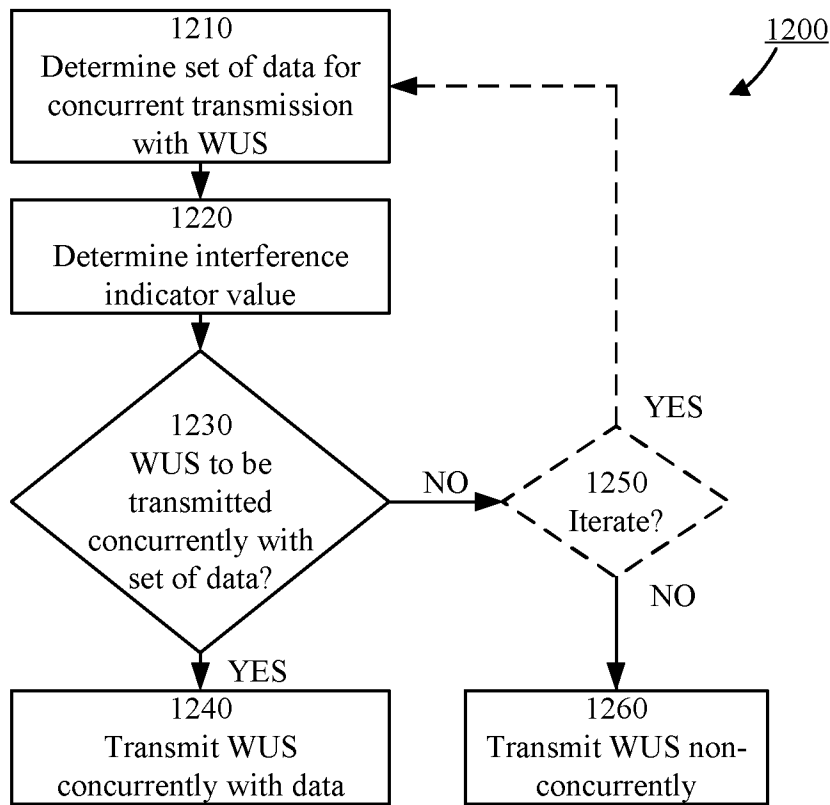 1200
1210
Determine set of data for
concurrent transmission
with WUS
1220
Determine interference
indicator value
1230
WUS to be
transmitted
concurrently with
set of data?
NO
YES
1250
Iterate?
NO
YES
1240
Transmit WUS
concurrently with data
1260
Transmit WUS non-
concurrently